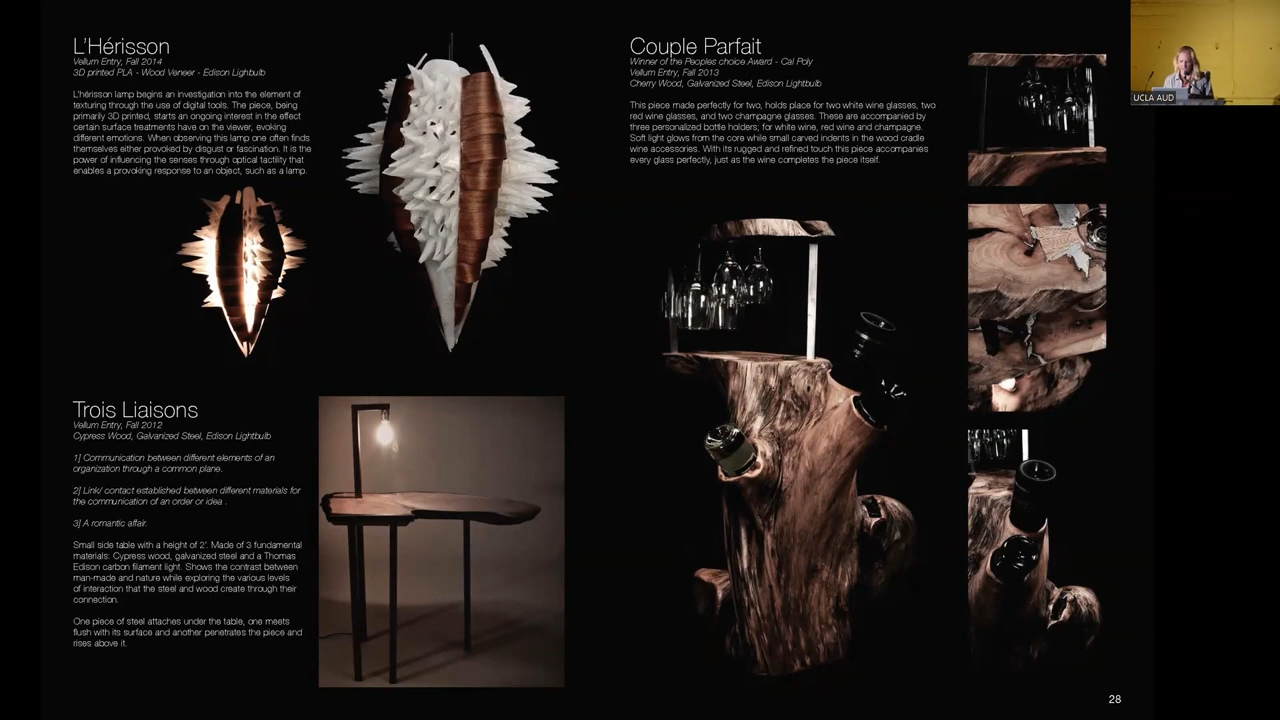 L'Hérisson
Vellum Entry, Fall 2014
3D printed PLA - Wood Veneer - Edison Lighbulb
L'hérisson lamp begins an investigation into the element of
texturing through the use of digital tools. The piece, being
primarily 3D printed, starts an ongoing interest in the effect
certain surface treatments have on the viewer, evoking
different emotions. When observing this lamp one often finds
themselves either provoked by disgust or fascination. It is the
power of influencing the senses through optical tactility that
enables a provoking response to an object, such as a lamp.
Trois Liaisons
Vellum Entry, Fall 2012
Cypress Wood, Galvanized Steel, Edison Lightbulb
1] Communication between different elements of an
organization through a common plane.
2] Link/ contact established between different materials for
the communication of an order or idea .
3] A romantic affair.
Small side table with a height of 2'. Made of 3 fundamental
materials: Cypress wood, galvanized steel and a Thomas
Edison carbon filament light. Shows the contrast between
man-made and nature while exploring the various levels
of interaction that the steel and wood create through their
connection.
One piece of steel attaches under the table, one meets
flush with its surface and another penetrates the piece and
rises above it.
Couple Parfait
Winner of the Peoples choice Award - Cal Poly
Vellum Entry, Fall 2013
Cherry Wood, Galvanized Steel, Edison Lightbulb
This piece made perfectly for two, holds place for two white wine glasses, two
red wine glasses, and two champagne glasses. These are accompanied by
three personalized bottle holders; for white wine, red wine and champagne.
Soft light glows from the core while small carved indents in the wood cradle
wine accessories. With its rugged and refined touch this piece accompanies
every glass perfectly, just as the wine completes the piece itself.
UCLA AUD
28